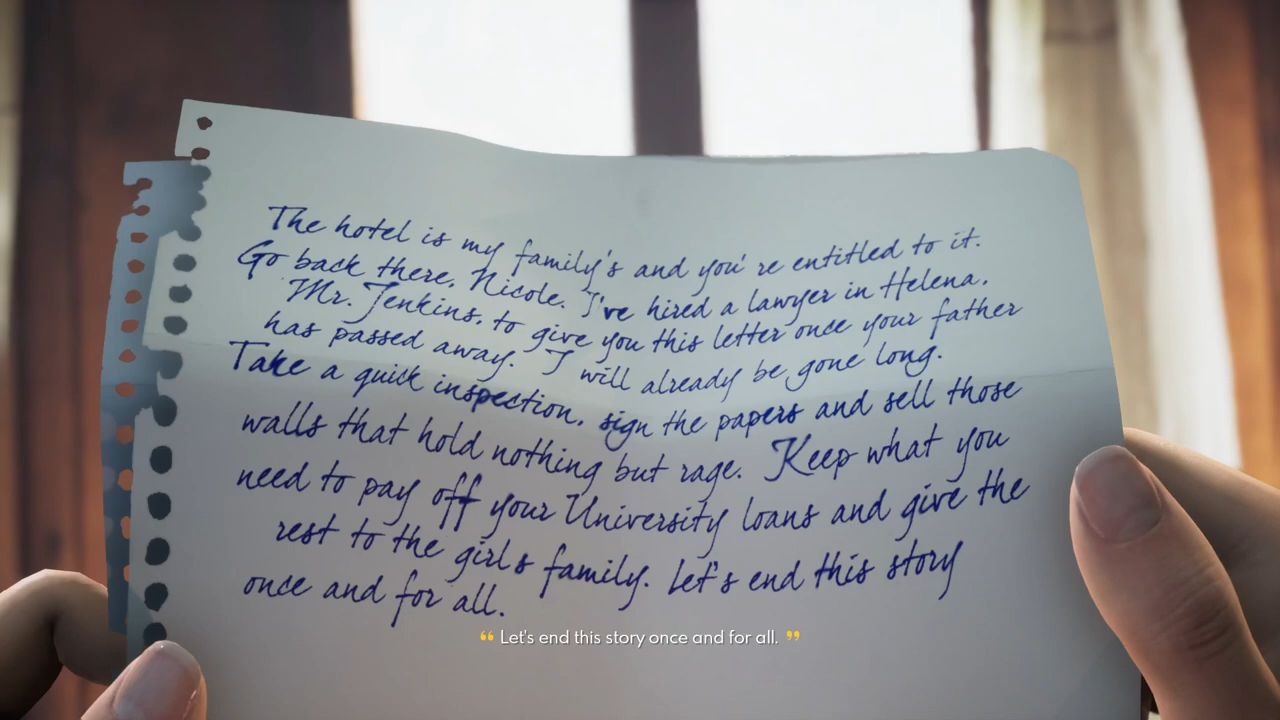 The hotel is my family's and you're entitled to it.
Go back there, Nicole. I've hired a lawyer in Helena,
Mr. Jenkins, to give you this letter once your father
has passed away. I will already be gone long.
Take a quick inspection, sign the papers and sell those
walls that hold nothing but rage. Keep what you
need to pay off your University loans and give the
rest to the girls family. Let's end this story
once and for all.
“ Let's end this story once and for all. ”